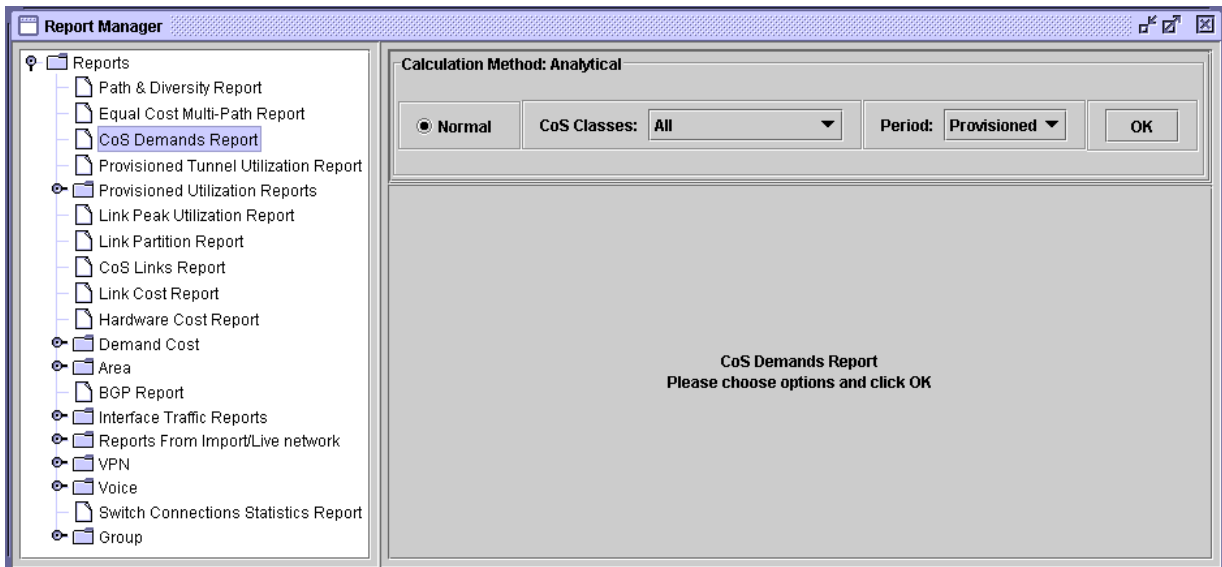 Report Manager
Reports
Path & Diversity Report
Equal Cost Multi-Path Report
CoS Demands Report
Provisioned Tunnel Utilization Report
Provisioned Utilization Reports
Link Peak Utilization Report
Link Partition Report
CoS Links Report
Link Cost Report
Hardware Cost Report
Demand Cost
Area
BGP Report
Interface Traffic Reports
Reports From Import/Live network
VPN
Voice
Switch Connections Statistics Report
Group
Calculation Method: Analytical
Normal CoS Classes: All Period: Provisioned OK
CoS Demands Report
Please choose options and click OK